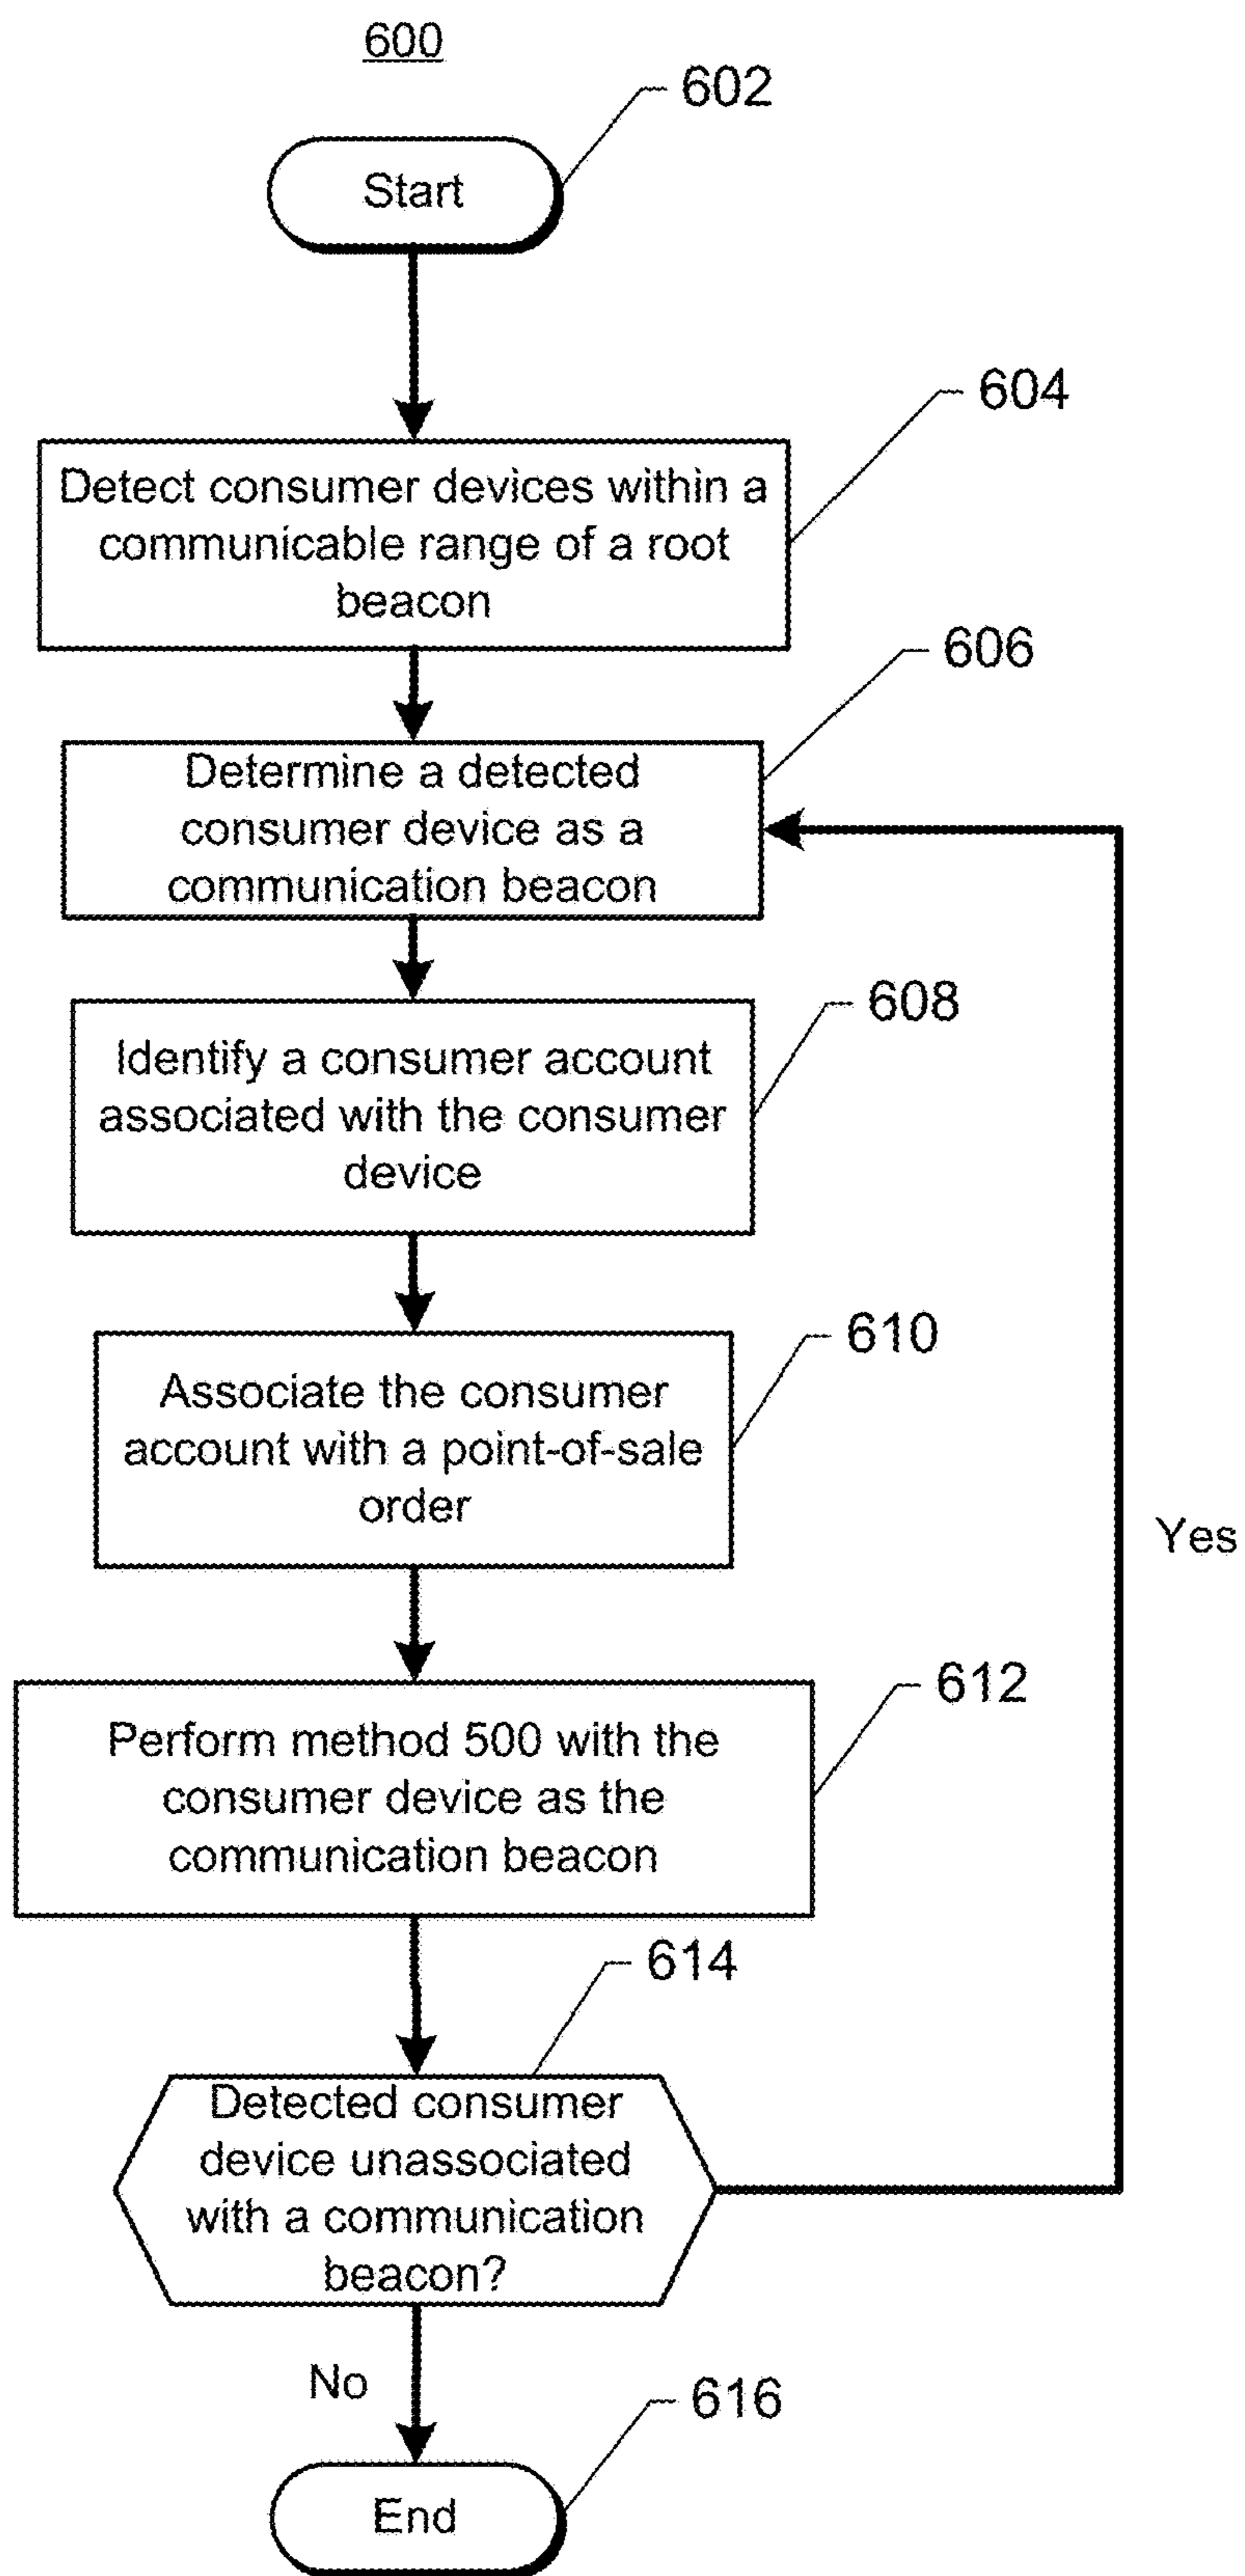 600
602
Start
604
Detect consumer devices within a
communicable range of a root
beacon
606
Determine a detected
consumer device as a
communication beacon
608
Identify a consumer account
associated with the consumer
device
610
Associate the consumer
account with a point-of-sale
order
Yes
612
Perform method 500 with the
consumer device as the
communication beacon
614
Detected consumer
device unassociated
with a communication
beacon?
No
616
End